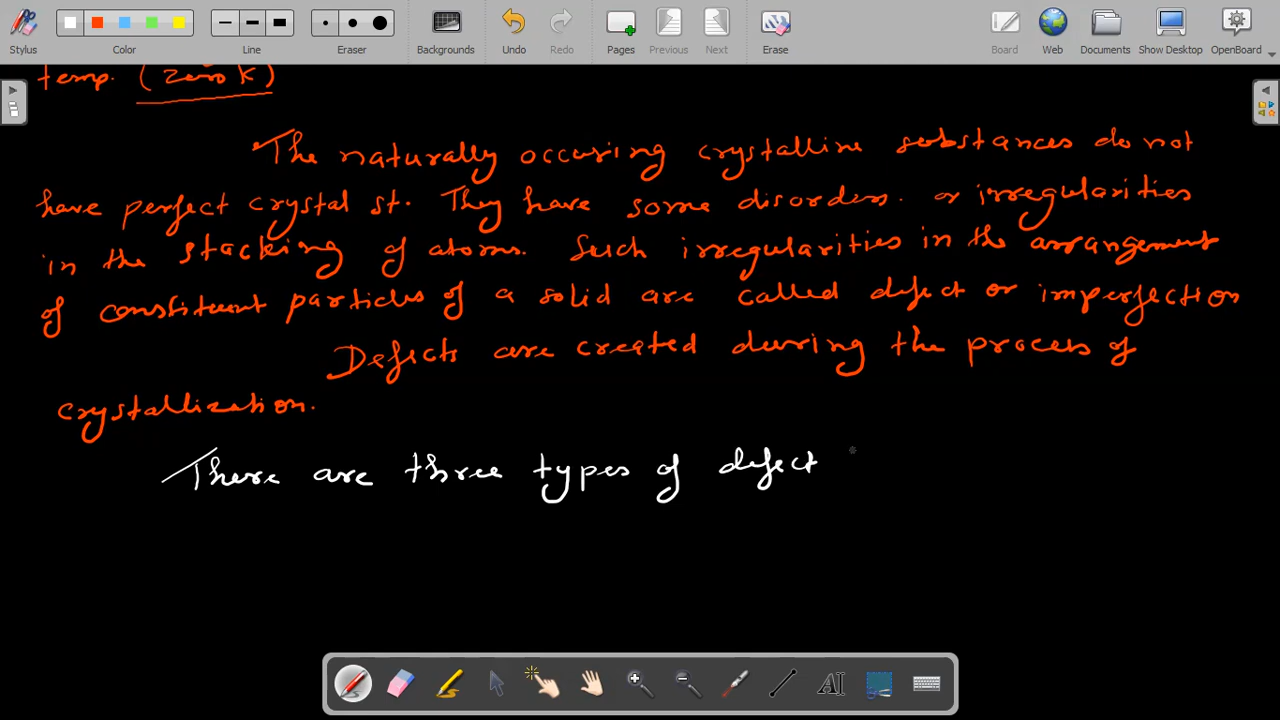 Stylus Color Line Eraser Backgrounds Undo Redo Pages Previous Next Erase Board Web Documents Show Desktop OpenBoard
temp. (zero K)
The naturally occuring crystalline substances do not
have perfect crystal st. They have some disorders. or irregularities
in the stacking of atoms. Such irregularities in the arrangement
of constituent particles of a solid are called defect or imperfection
Defects are created during the process of
crystallization.
There are three types of defect
AI